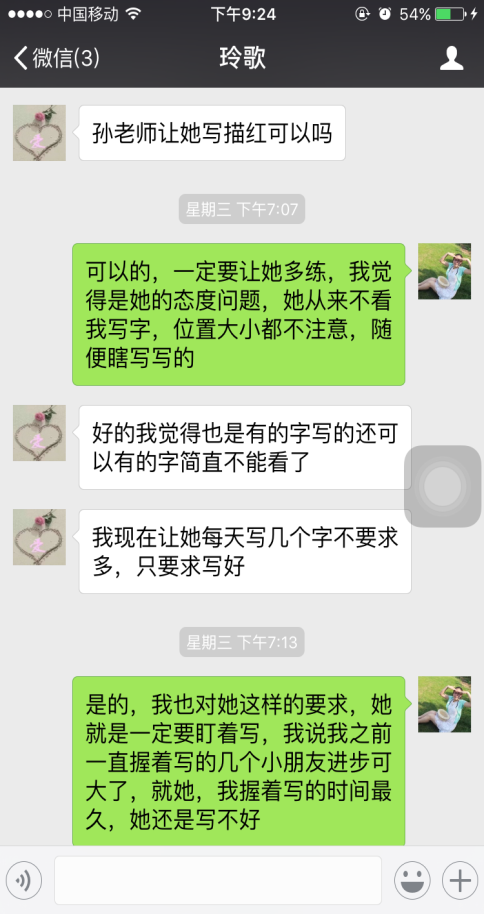 中国移动 下午9:24 54%
微信(3) 玲歌
孙老师让她写描红可以吗
星期三 下午7:07
可以的，一定要让她多练，我觉
得是她的态度问题，她从来不看
我写字，位置大小都不注意，随
便瞎写写的
好的我觉得也是有的字写的还可
以有的字简直不能看了
我现在让她每天写几个字不要求
多，只要求写好
星期三 下午7:13
是的，我也对她这样的要求，她
就是一定要盯着写，我说我之前
一直握着写的几个小朋友进步可
大了，就她，我握着写的时间最
久，她还是写不好